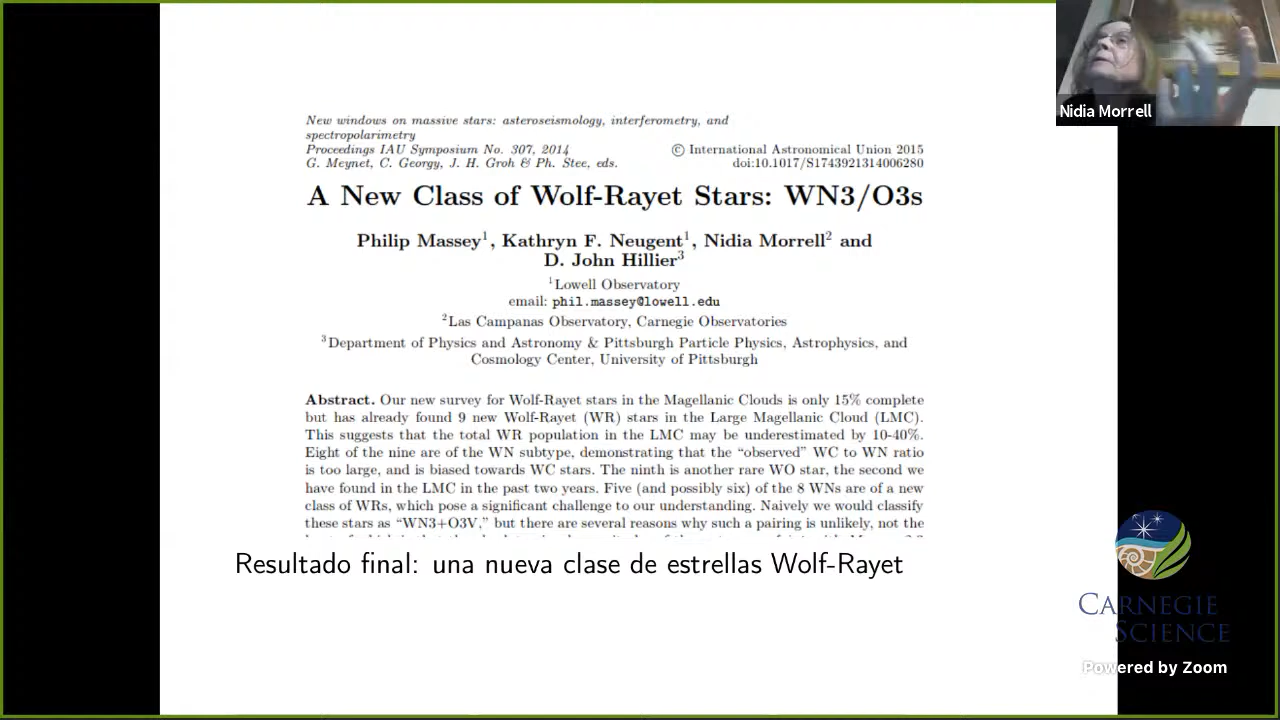 New windows on massive stars: asteroseismology, interferometry, and
spectropolarimetry
Proceedings IAU Symposium No. 307, 2014
© International Astronomical Union 2015
G. Meynet, C. Georgy, J. H. Groh & Ph. Stee, eds.
doi:10.1017/S1743921314006280
A New Class of Wolf-Rayet Stars: WN3/O3s
Philip Massey1, Kathryn F. Neugent1, Nidia Morrell2 and
D. John Hillier3
1Lowell Observatory
email: phil.massey@lowell.edu
2Las Campanas Observatory, Carnegie Observatories
3Department of Physics and Astronomy & Pittsburgh Particle Physics, Astrophysics, and
Cosmology Center, University of Pittsburgh
Abstract. Our new survey for Wolf-Rayet stars in the Magellanic Clouds is only 15% complete
but has already found 9 new Wolf-Rayet (WR) stars in the Large Magellanic Cloud (LMC).
This suggests that the total WR population in the LMC may be underestimated by 10-40%.
Eight of the nine are of the WN subtype, demonstrating that the “observed” WC to WN ratio
is too large, and is biased towards WC stars. The ninth is another rare WO star, the second we
have found in the LMC in the past two years. Five (and possibly six) of the 8 WNs are of a new
class of WRs, which pose a significant challenge to our understanding. Naively we would classify
these stars as “WN3+O3V,” but there are several reasons why such a pairing is unlikely, not the
Resultado final: una nueva clase de estrellas Wolf-Rayet
Nidia Morrell
CARNEGIE
SCIENCE
Powered by Zoom